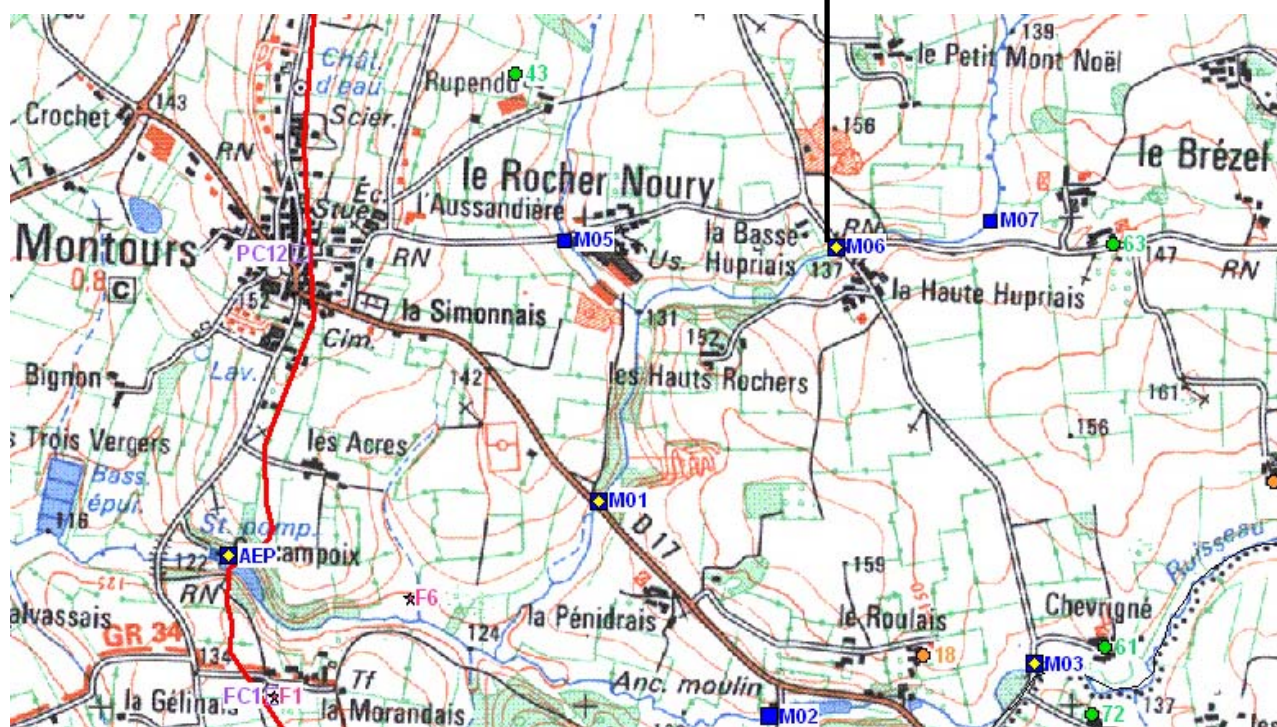 139
le Petit Mont Noël
Chât.
d'eau
43
Rupendo
143
Crochet
Scier.
156
le Brézel
RN
17
le Rocher Noury
Éc.
l'Aussandière
Stue
M07
RN
Montours
M05
la Basse
Hupriais
M06
63
PC12
RN
Us.
137
147
RN
0.8
C
152
la Haute Hupriais
la Simonnais
131
Cim.
152
Bignon
Lav.
142
les Hauts Rochers
161
s Trois Vergers
les Acres
156
Bass.
épur.
M01
116
St. pomp.
D 17
AEP
ampoix
122
125
159
Ruisseau
RN
F6
la Pénidrais
le Roulais
Chevrigné
alvassais
124
150
GR 34
61
134
18
M03
Anc. moulin
FC1
F1
Tf
la Gélinais
la Morandais
M02
72
137